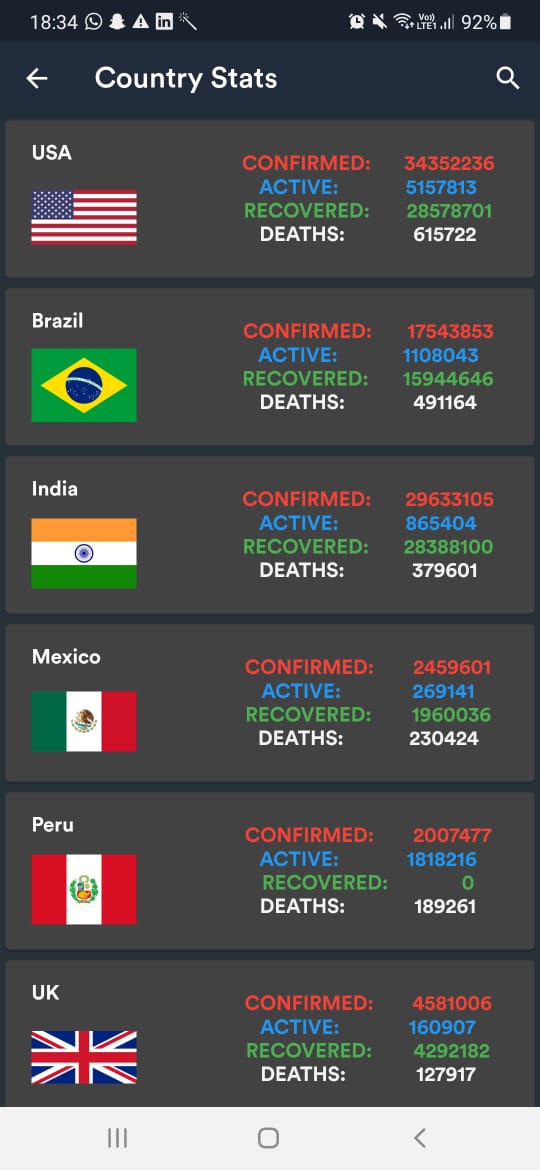 18:34 Vo)) LTE1 92%
Country Stats
USA
CONFIRMED: 34352236
ACTIVE: 5157813
RECOVERED: 28578701
DEATHS: 615722
Brazil
CONFIRMED: 17543853
ACTIVE: 1108043
RECOVERED: 15944646
DEATHS: 491164
India
CONFIRMED: 29633105
ACTIVE: 865404
RECOVERED: 28388100
DEATHS: 379601
Mexico
CONFIRMED: 2459601
ACTIVE: 269141
RECOVERED: 1960036
DEATHS: 230424
Peru
CONFIRMED: 2007477
ACTIVE: 1818216
RECOVERED: 0
DEATHS: 189261
UK
CONFIRMED: 4581006
ACTIVE: 160907
RECOVERED: 4292182
DEATHS: 127917